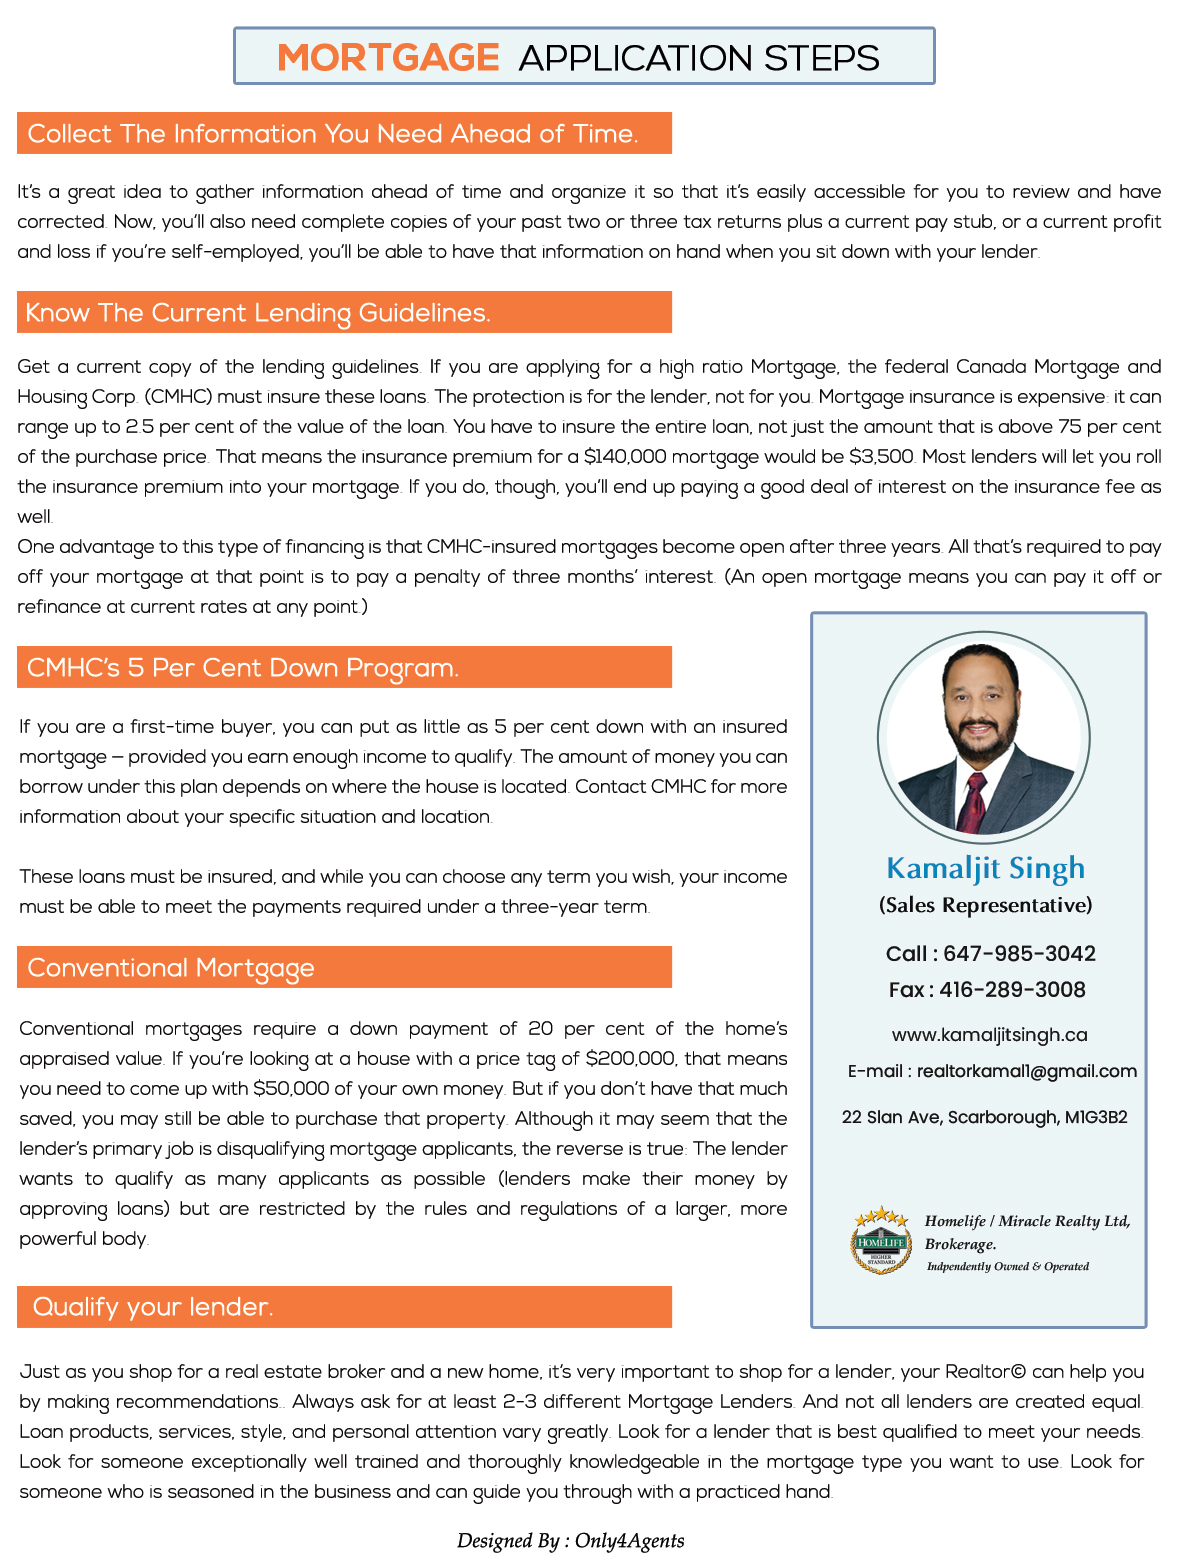 MORTGAGE APPLICATION STEPS
Collect The Information You Need Ahead of Time.
It's a great idea to gather information ahead of time and organize it so that it's easily accessible for you to review and have
corrected. Now, you'll also need complete copies of your past two or three tax returns plus a current pay stub, or a current profit
and loss if you're self-employed, you'll be able to have that information on hand when you sit down with your lender.
Know The Current Lending Guidelines.
Get a current copy of the lending guidelines. If you are applying for a high ratio Mortgage, the federal Canada Mortgage and
Housing Corp. (CMHC) must insure these loans. The protection is for the lender, not for you. Mortgage insurance is expensive: it can
range up to 2.5 per cent of the value of the loan. You have to insure the entire loan, not just the amount that is above 75 per cent
of the purchase price. That means the insurance premium for a $140,000 mortgage would be $3,500. Most lenders will let you roll
the insurance premium into your mortgage. If you do, though, you'll end up paying a good deal of interest on the insurance fee as
well.
One advantage to this type of financing is that CMHC-insured mortgages become open after three years. All that's required to pay
off your mortgage at that point is to pay a penalty of three months' interest. (An open mortgage means you can pay it off or
refinance at current rates at any point.)
CMHC's 5 Per Cent Down Program.
If you are a first-time buyer, you can put as little as 5 per cent down with an insured
mortgage – provided you earn enough income to qualify. The amount of money you can
borrow under this plan depends on where the house is located. Contact CMHC for more
information about your specific situation and location.
These loans must be insured, and while you can choose any term you wish, your income
must be able to meet the payments required under a three-year term.
Conventional Mortgage
Conventional mortgages require a down payment of 20 per cent of the home's
appraised value. If you're looking at a house with a price tag of $200,000, that means
you need to come up with $50,000 of your own money. But if you don't have that much
saved, you may still be able to purchase that property. Although it may seem that the
lender's primary job is disqualifying mortgage applicants, the reverse is true: The lender
wants to qualify as many applicants as possible (lenders make their money by
approving loans) but are restricted by the rules and regulations of a larger, more
powerful body.
Kamaljit Singh
(Sales Representative)
Call : 647-985-3042
Fax : 416-289-3008
www.kamaljitsingh.ca
E-mail : realtorkamal1@gmail.com
22 Slan Ave, Scarborough, M1G3B2
HOMELIFE
HIGHER
STANDARD
Homelife / Miracle Realty Ltd,
Brokerage.
Indpendently Owned & Operated
Qualify your lender.
Just as you shop for a real estate broker and a new home, it's very important to shop for a lender, your Realtor© can help you
by making recommendations.. Always ask for at least 2-3 different Mortgage Lenders. And not all lenders are created equal.
Loan products, services, style, and personal attention vary greatly. Look for a lender that is best qualified to meet your needs.
Look for someone exceptionally well trained and thoroughly knowledgeable in the mortgage type you want to use. Look for
someone who is seasoned in the business and can guide you through with a practiced hand.
Designed By : Only4Agents